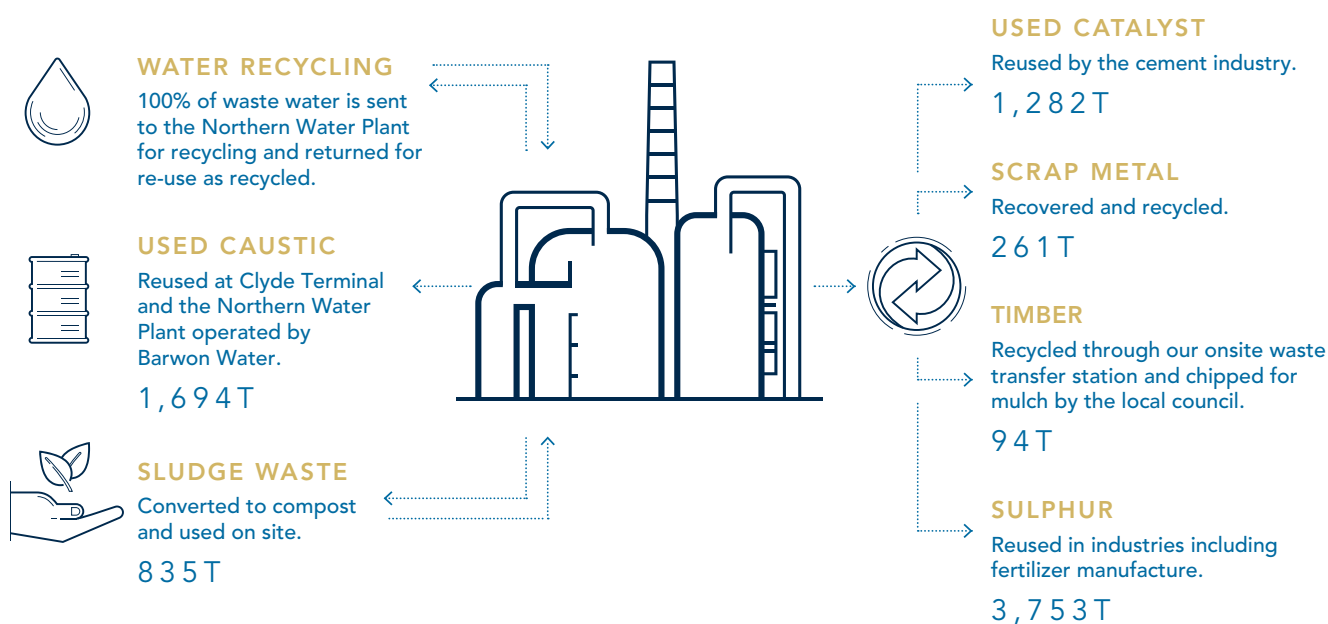 WATER RECYCLING
100% of waste water is sent
to the Northern Water Plant
for recycling and returned for
re-use as recycled.
USED CAUSTIC
Reused at Clyde Terminal
and the Northern Water
Plant operated by
Barwon Water.
1,694T
SLUDGE WASTE
Converted to compost
and used on site.
835T
USED CATALYST
Reused by the cement industry.
1,282T
SCRAP METAL
Recovered and recycled.
261T
TIMBER
Recycled through our onsite waste
transfer station and chipped for
mulch by the local council.
94T
SULPHUR
Reused in industries including
fertilizer manufacture.
3,753T